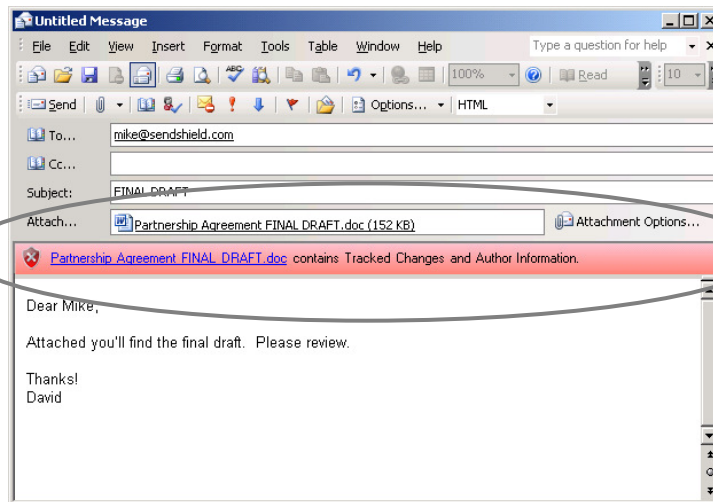 Untitled Message
File Edit View Insert Format Tools Table Window Help Type a question for help
100% Read 10
Send Options... HTML
To... mike@sendshield.com
Cc...
Subject: FINAL DRAFT
Attach... Partnership Agreement FINAL DRAFT.doc (152 KB) Attachment Options...
Partnership Agreement FINAL DRAFT.doc contains Tracked Changes and Author Information.
Dear Mike,
Attached you'll find the final draft. Please review.
Thanks!
David